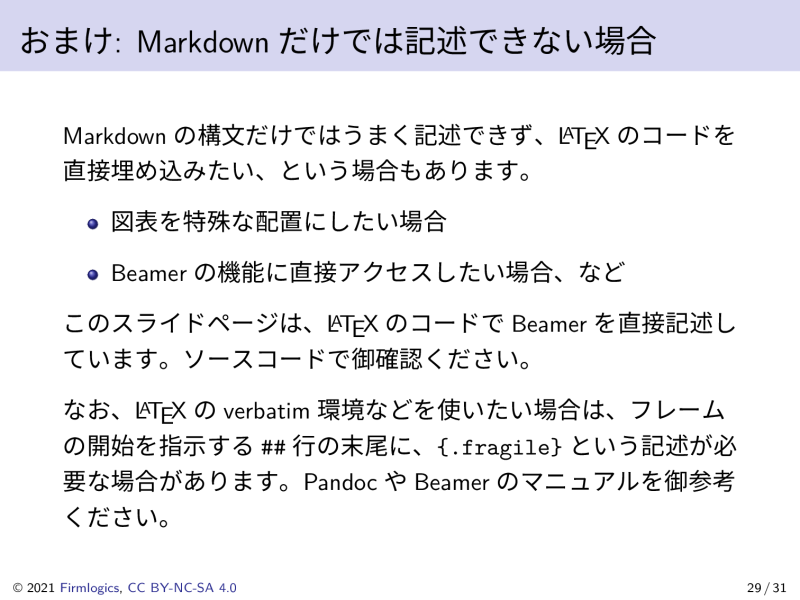 おまけ: Markdown だけでは記述できない場合
Markdown の構文だけではうまく記述できず、LATEX のコードを
直接埋め込みたい、という場合もあります。
図表を特殊な配置にしたい場合
Beamer の機能に直接アクセスしたい場合、など
このスライドページは、LATEX のコードで Beamer を直接記述し
ています。ソースコードで御確認ください。
なお、LATEX の verbatim 環境などを使いたい場合は、フレーム
の開始を指示する ## 行の末尾に、{.fragile} という記述が必
要な場合があります。Pandoc や Beamer のマニュアルを御参考
ください。
© 2021 Firmlogics, CC BY-NC-SA 4.0
29 / 31